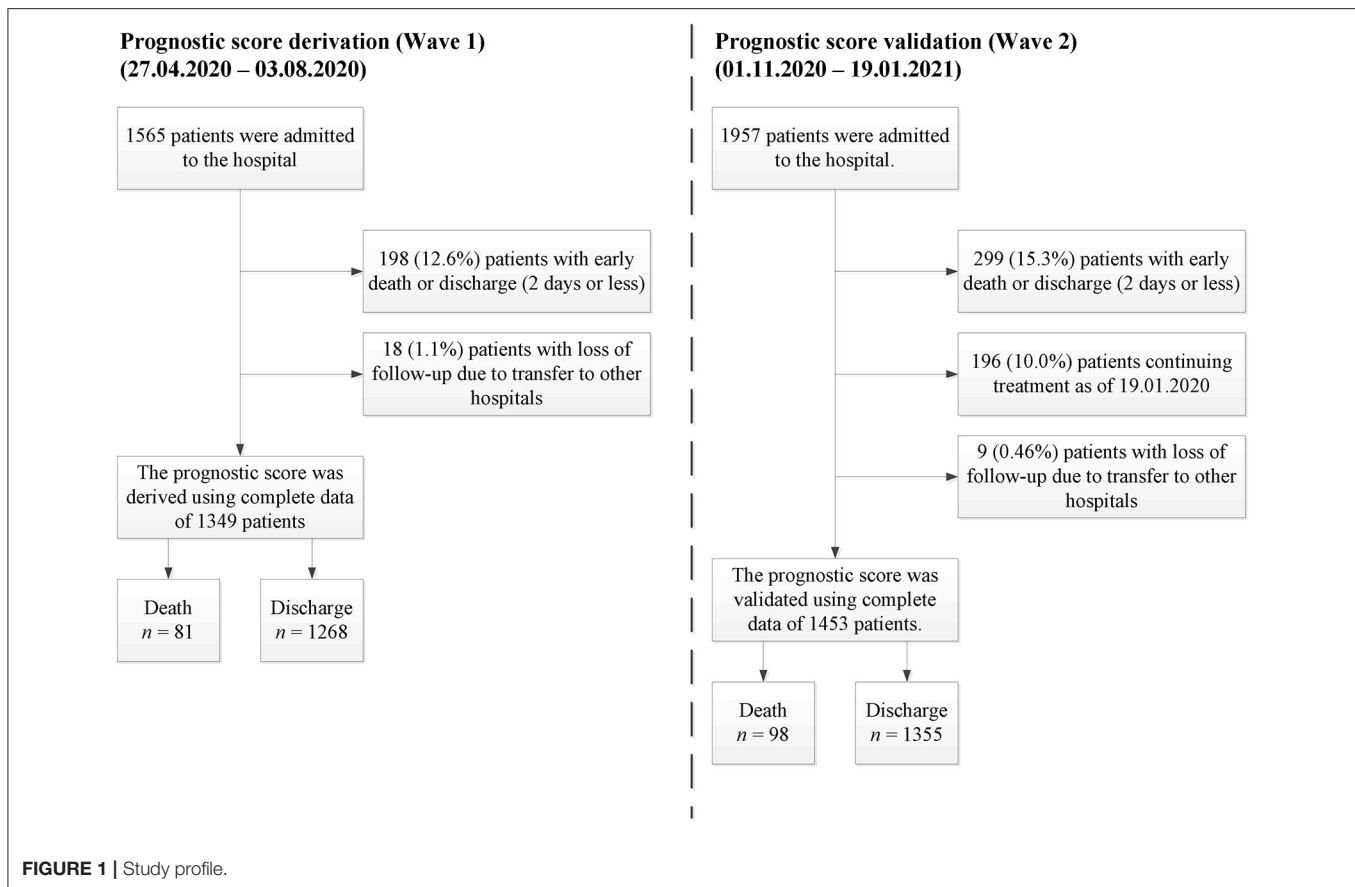 Prognostic score derivation (Wave 1)
(27.04.2020 – 03.08.2020)
1565 patients were admitted
to the hospital
198 (12.6%) patients with early
death or discharge (2 days or less)
18 (1.1%) patients with loss of
follow-up due to transfer to other
hospitals
The prognostic score was
derived using complete data
of 1349 patients
Death
n = 81
Discharge
n = 1268
Prognostic score validation (Wave 2)
(01.11.2020 – 19.01.2021)
1957 patients were admitted
to the hospital.
299 (15.3%) patients with early
death or discharge (2 days or less)
196 (10.0%) patients continuing
treatment as of 19.01.2020
9 (0.46%) patients with loss of
follow-up due to transfer to other
hospitals
The prognostic score was
validated using complete
data of 1453 patients.
Death
n = 98
Discharge
n = 1355
FIGURE 1 | Study profile.